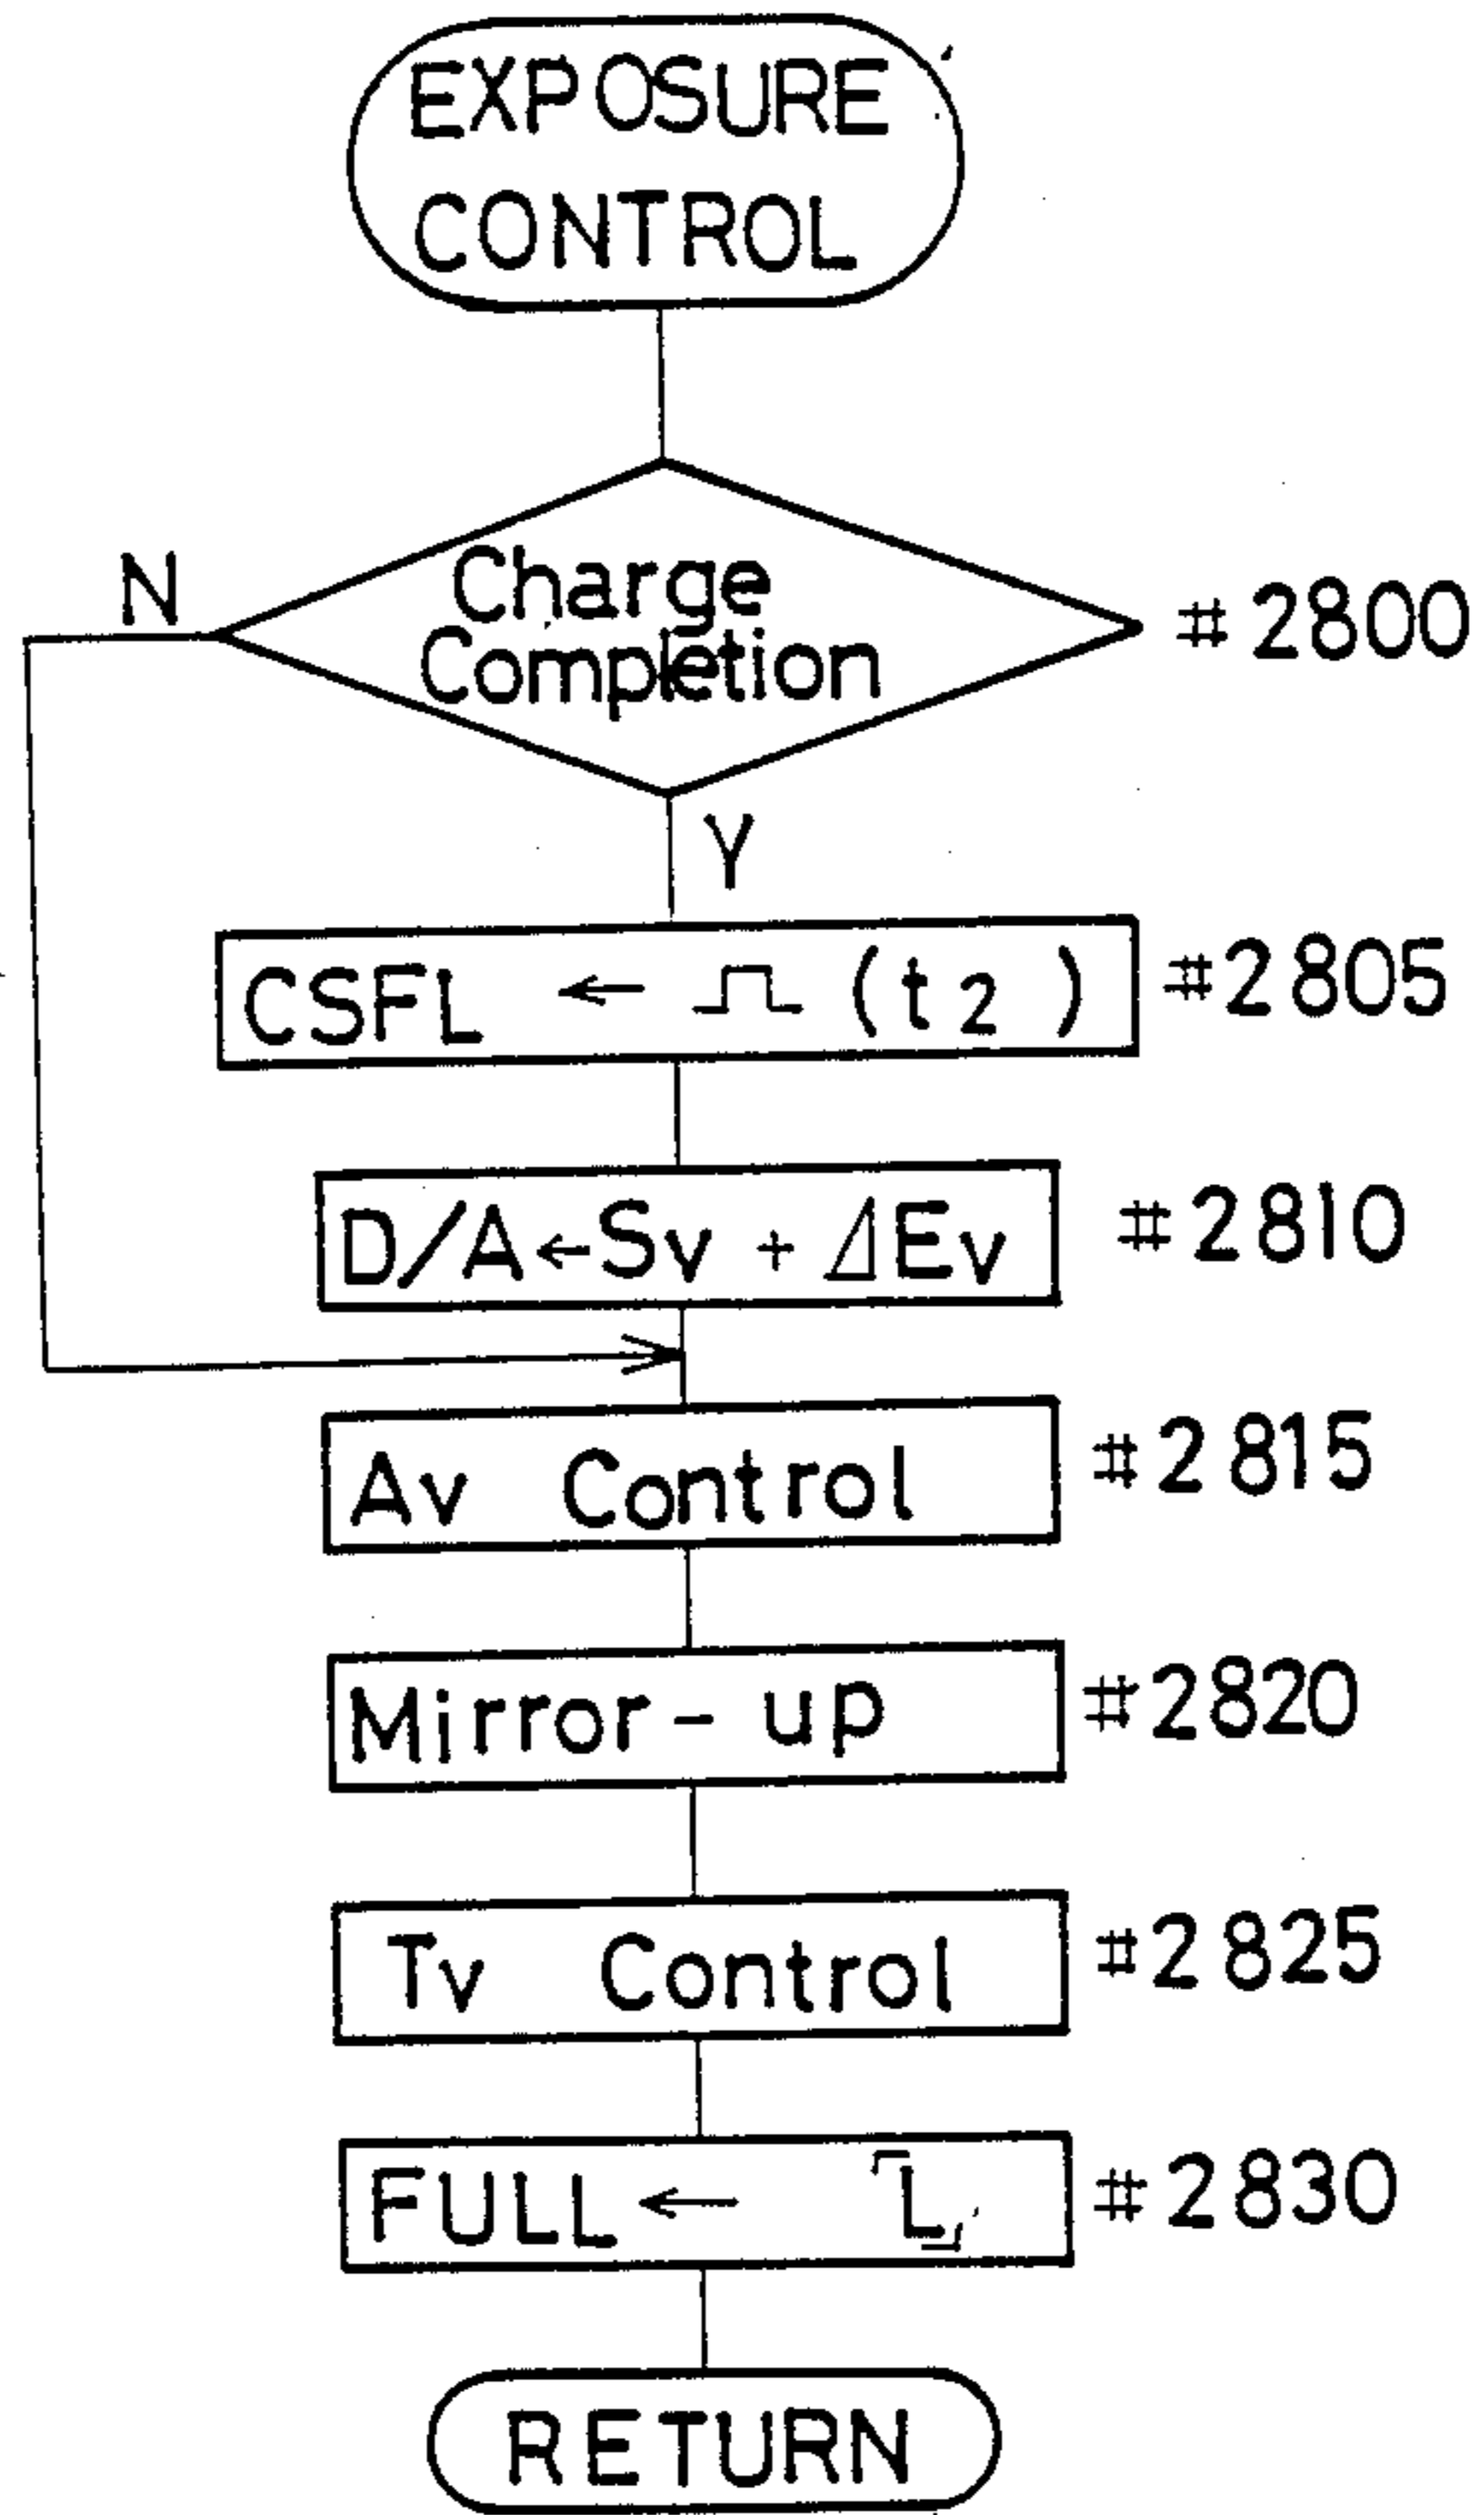 EXPOSURE
CONTROL
Charge
Completion
#2800
N
Y
CSFL ← ⎍ (t2)
#2805
D/A←Sv + ΔEv
#2810
Av Control
#2815
Mirror-up
#2820
Tv Control
#2825
FULL ← 「L」
#2830
RETURN